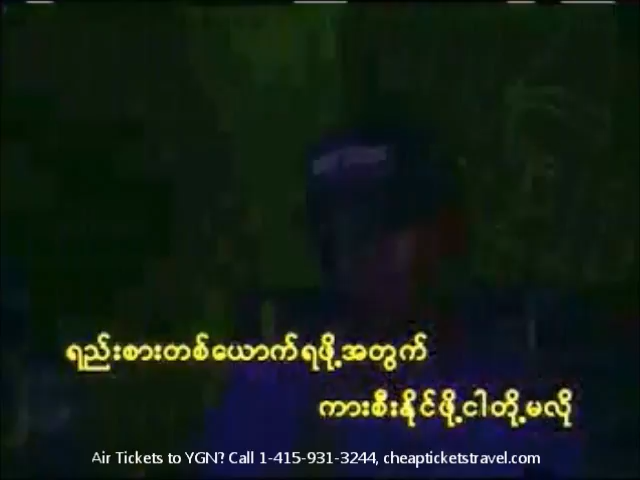 ရည်းစားတစ်ယောက်ရဖို့အတွက်
ကားစီးနိုင်ဖို့ငါတို့မလို
Air Tickets to YGN? Call 1-415-931-3244, cheapticketstravel.com